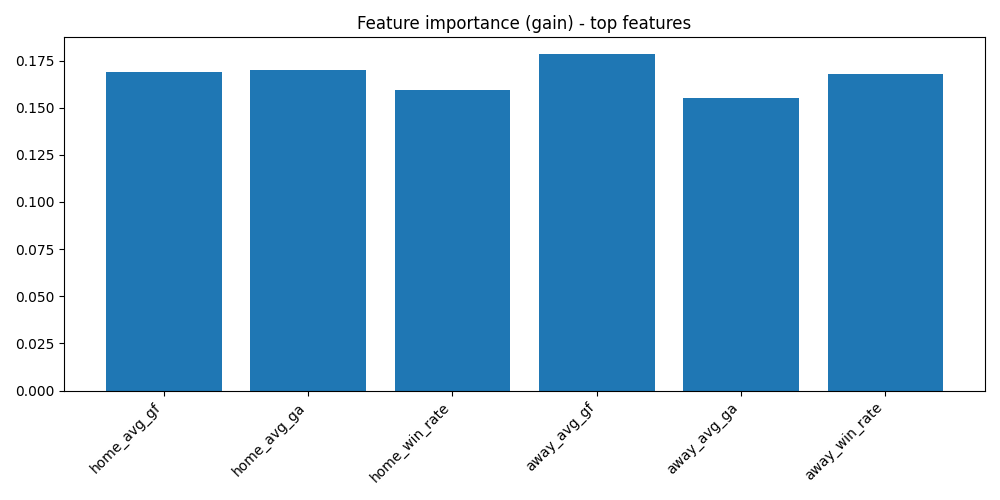 Feature importance (gain) - top features
0.175
0.150
0.125
0.100
0.075
0.050
0.025
0.000
home_avg_gf
home_avg_ga
home_win_rate
away_avg_gf
away_avg_ga
away_win_rate